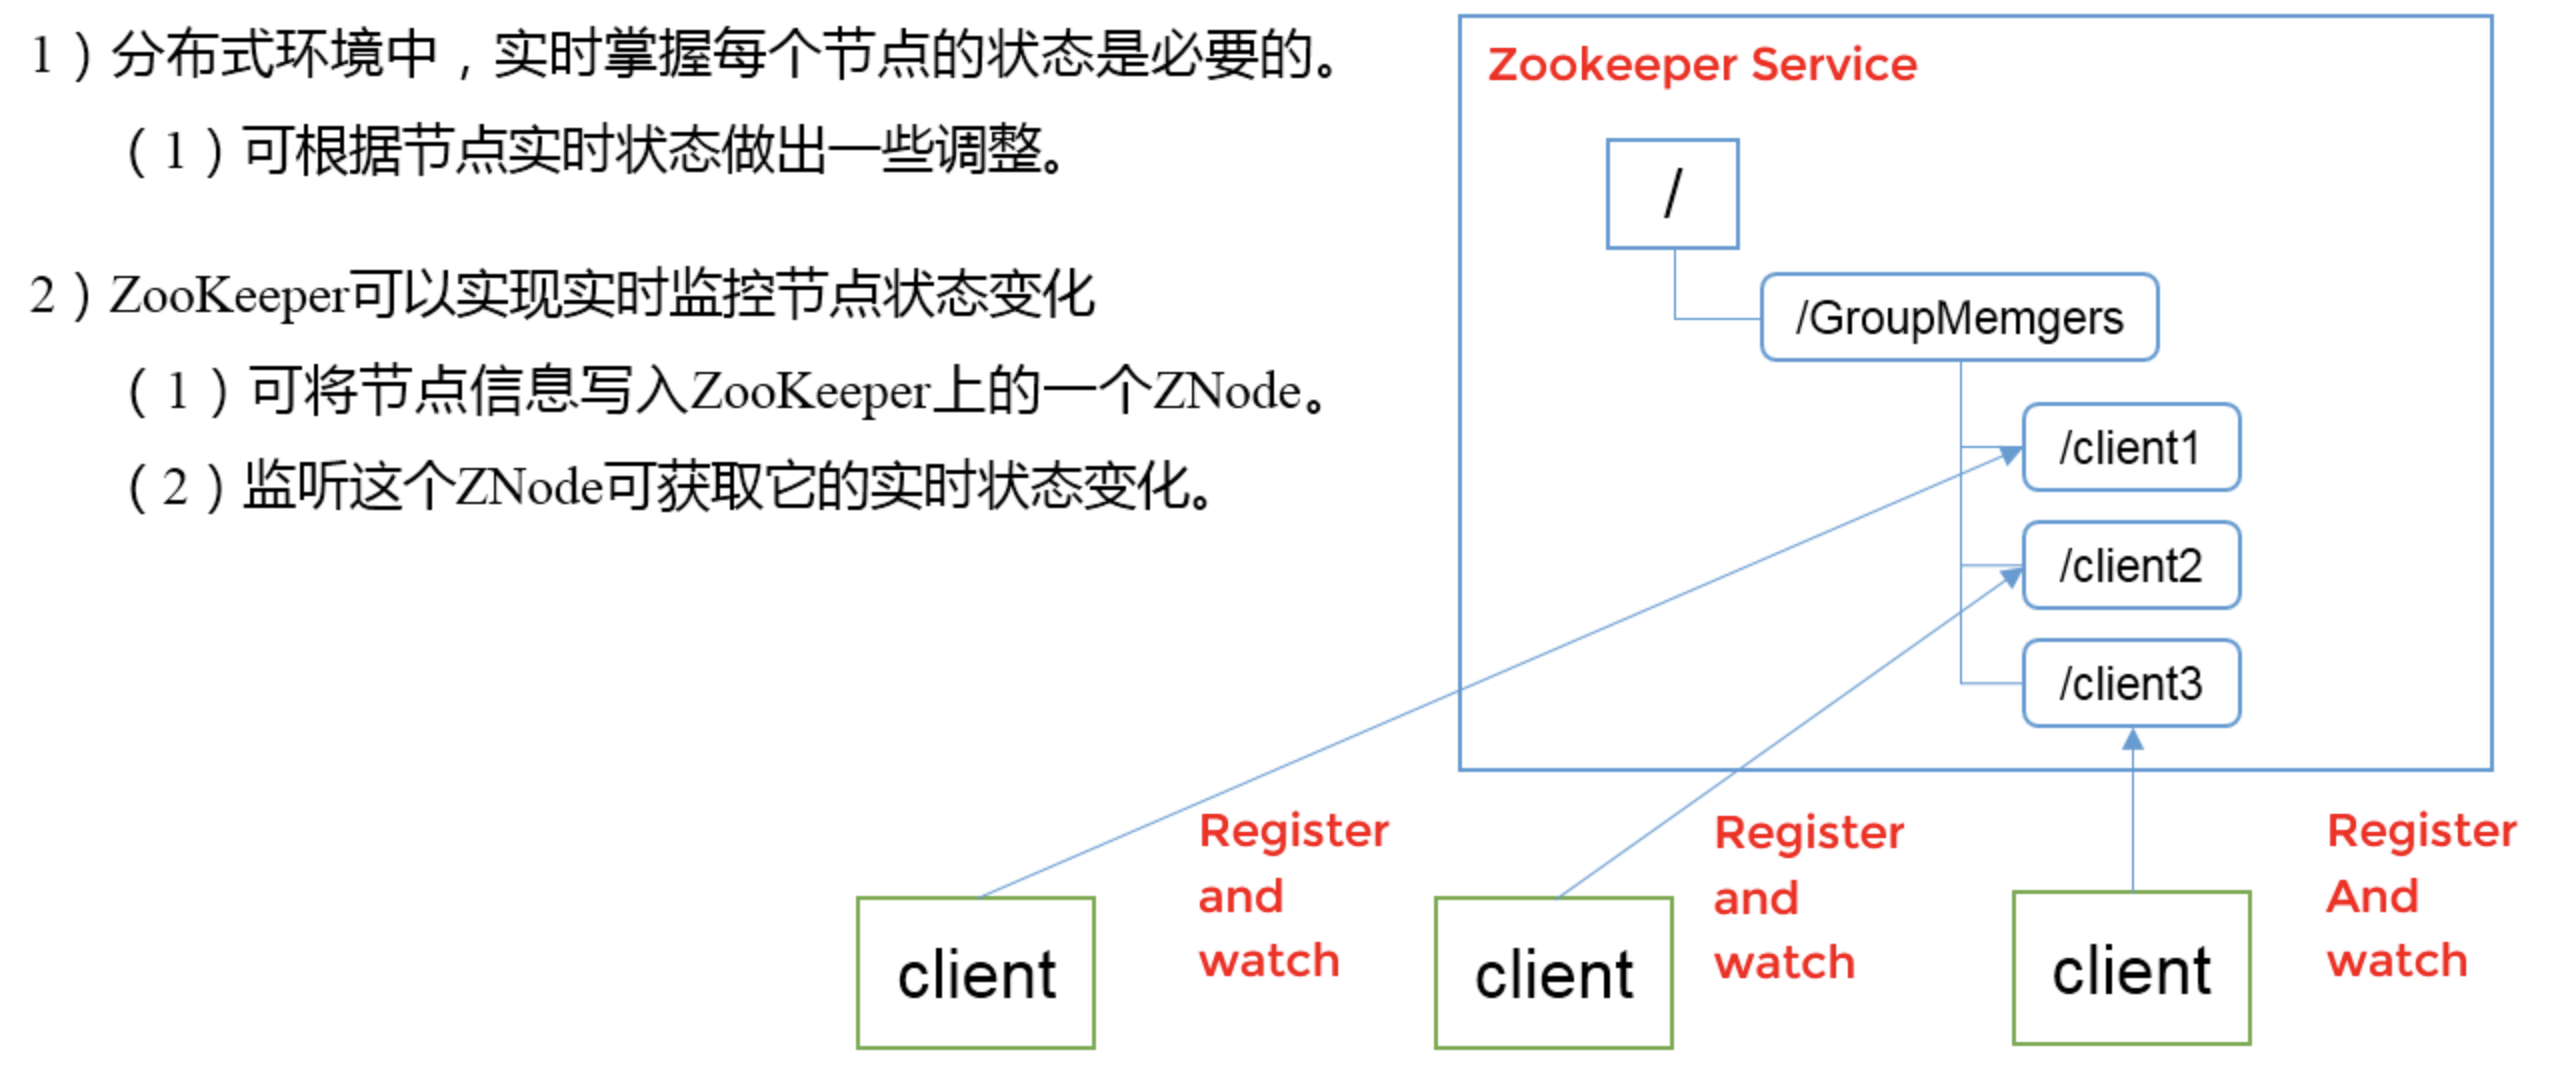 1）分布式环境中，实时掌握每个节点的状态是必要的。
（1）可根据节点实时状态做出一些调整。
2）ZooKeeper可以实现实时监控节点状态变化
（1）可将节点信息写入ZooKeeper上的一个ZNode。
（2）监听这个ZNode可获取它的实时状态变化。
Zookeeper Service
/
/GroupMemgers
/client1
/client2
/client3
Register
and
watch
Register
and
watch
Register
And
watch
client
client
client